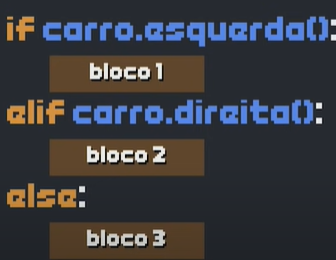 if carro.esquerda():
bloco 1
elif carro.direita():
bloco 2
else:
bloco 3